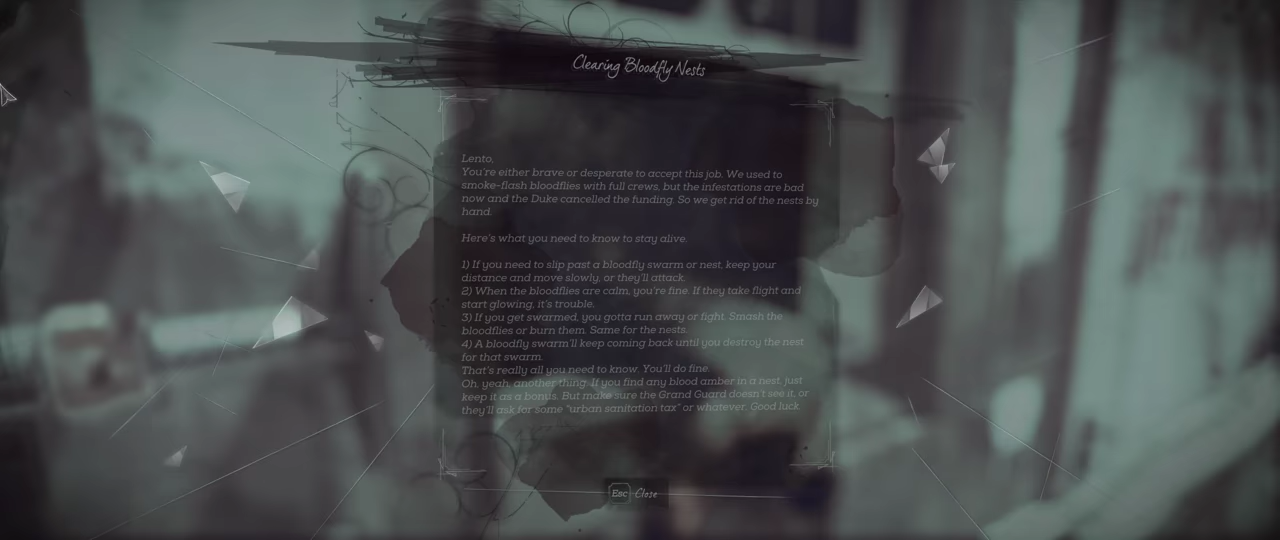 Clearing Bloodfly Nests
Lento,
You're either brave or desperate to accept this job. We used to
smoke-flash bloodflies with full crews, but the infestations are bad
now and the Duke cancelled the funding. So we get rid of the nests by
hand.
Here's what you need to know to stay alive.
1) If you need to slip past a bloodfly swarm or nest, keep your
distance and move slowly, or they'll attack.
2) When the bloodflies are calm, you're fine. If they take flight and
start glowing, it's trouble.
3) If you get swarmed, you gotta run away or fight. Smash the
bloodflies or burn them. Same for the nests.
4) A bloodfly swarm'll keep coming back until you destroy the nest
for that swarm.
That's really all you need to know. You'll do fine.
Oh, yeah, another thing. If you find any blood amber in a nest, just
keep it as a bonus. But make sure the Grand Guard doesn't see it, or
they'll ask for some "urban sanitation tax" or whatever. Good luck.
Esc Close